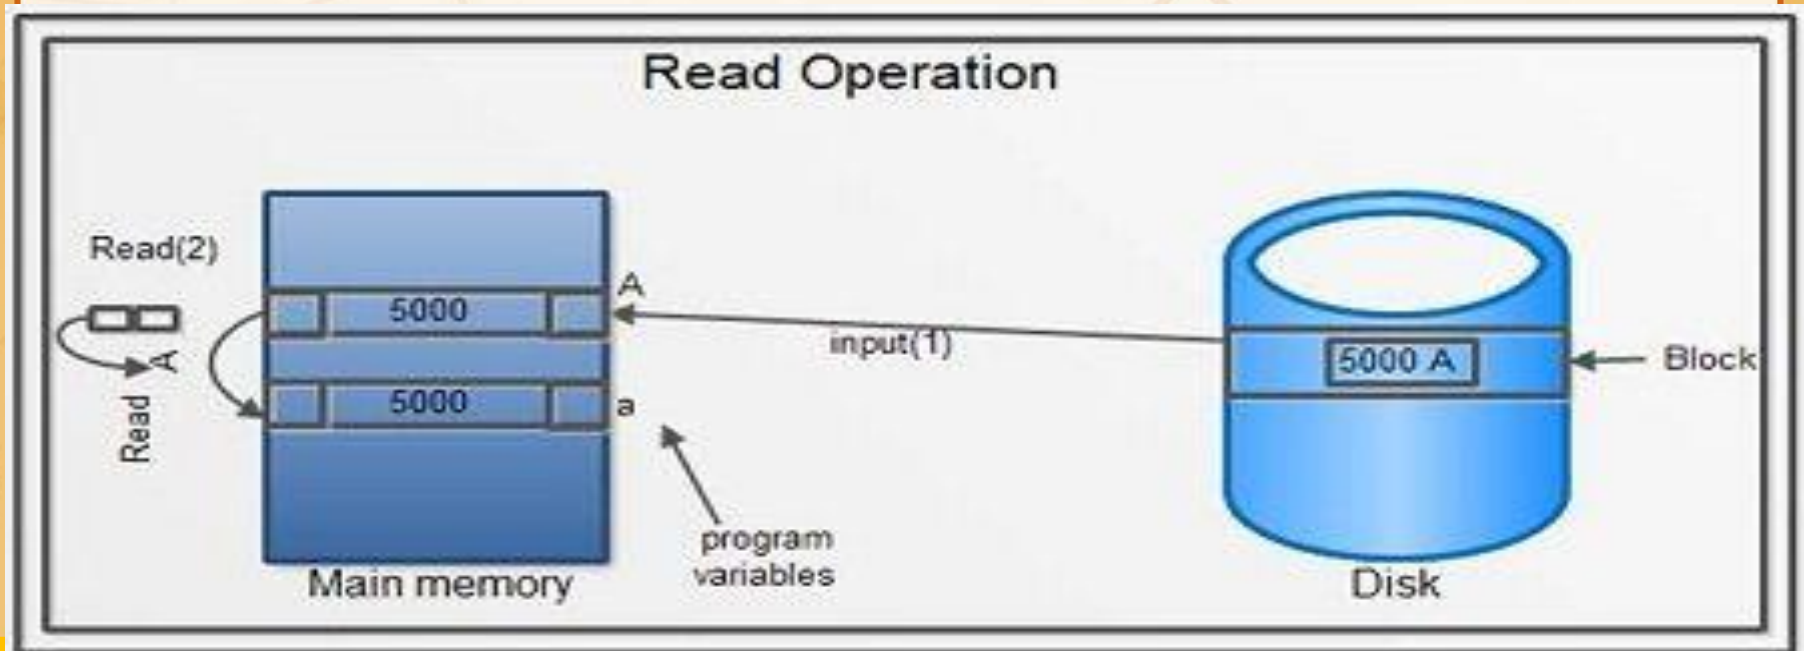 Read Operation
Read(2)
A
5000
input(1)
5000 A
Block
Read A
5000
a
program
variables
Main memory
Disk